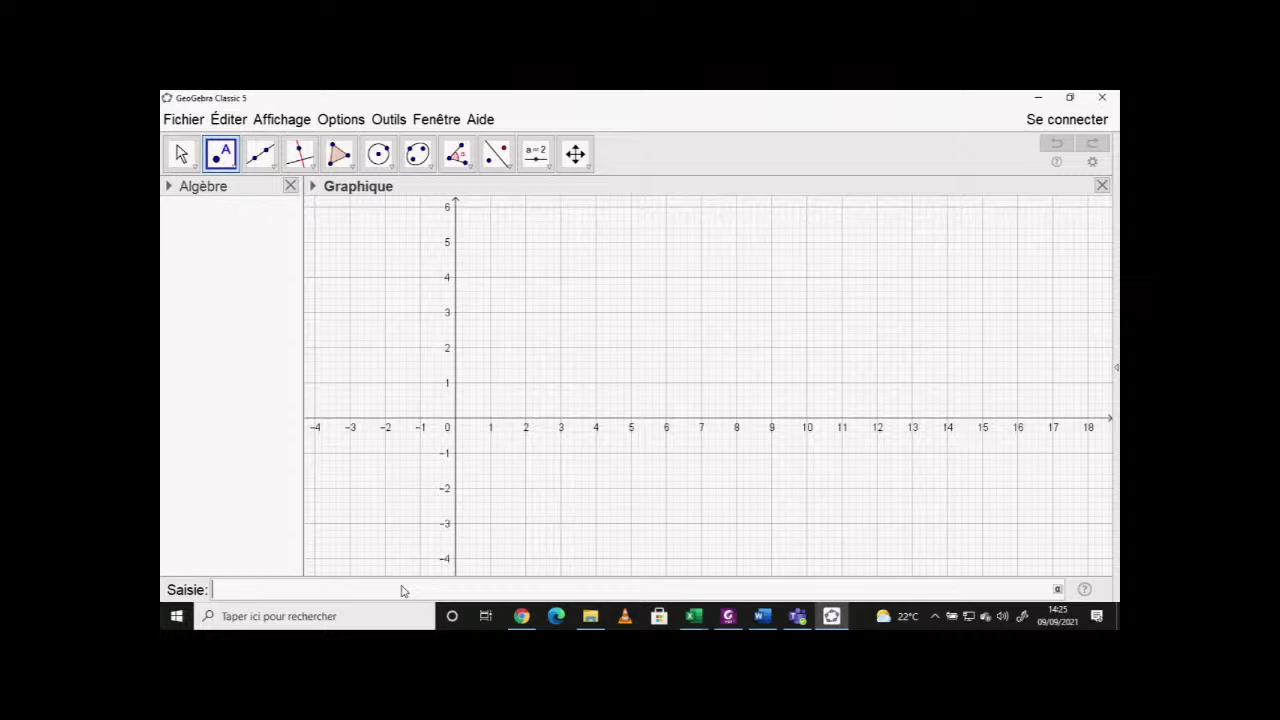 GeoGebra Classic 5
Fichier Éditer Affichage Options Outils Fenêtre Aide
Se connecter
A
a=2
Algèbre
Graphique
6
5
4
3
2
1
-4 -3 -2 -1 0 1 2 3 4 5 6 7 8 9 10 11 12 13 14 15 16 17 18
-1
-2
-3
-4
Saisie:
α
Taper ici pour rechercher
22°C
14:25
09/09/2021